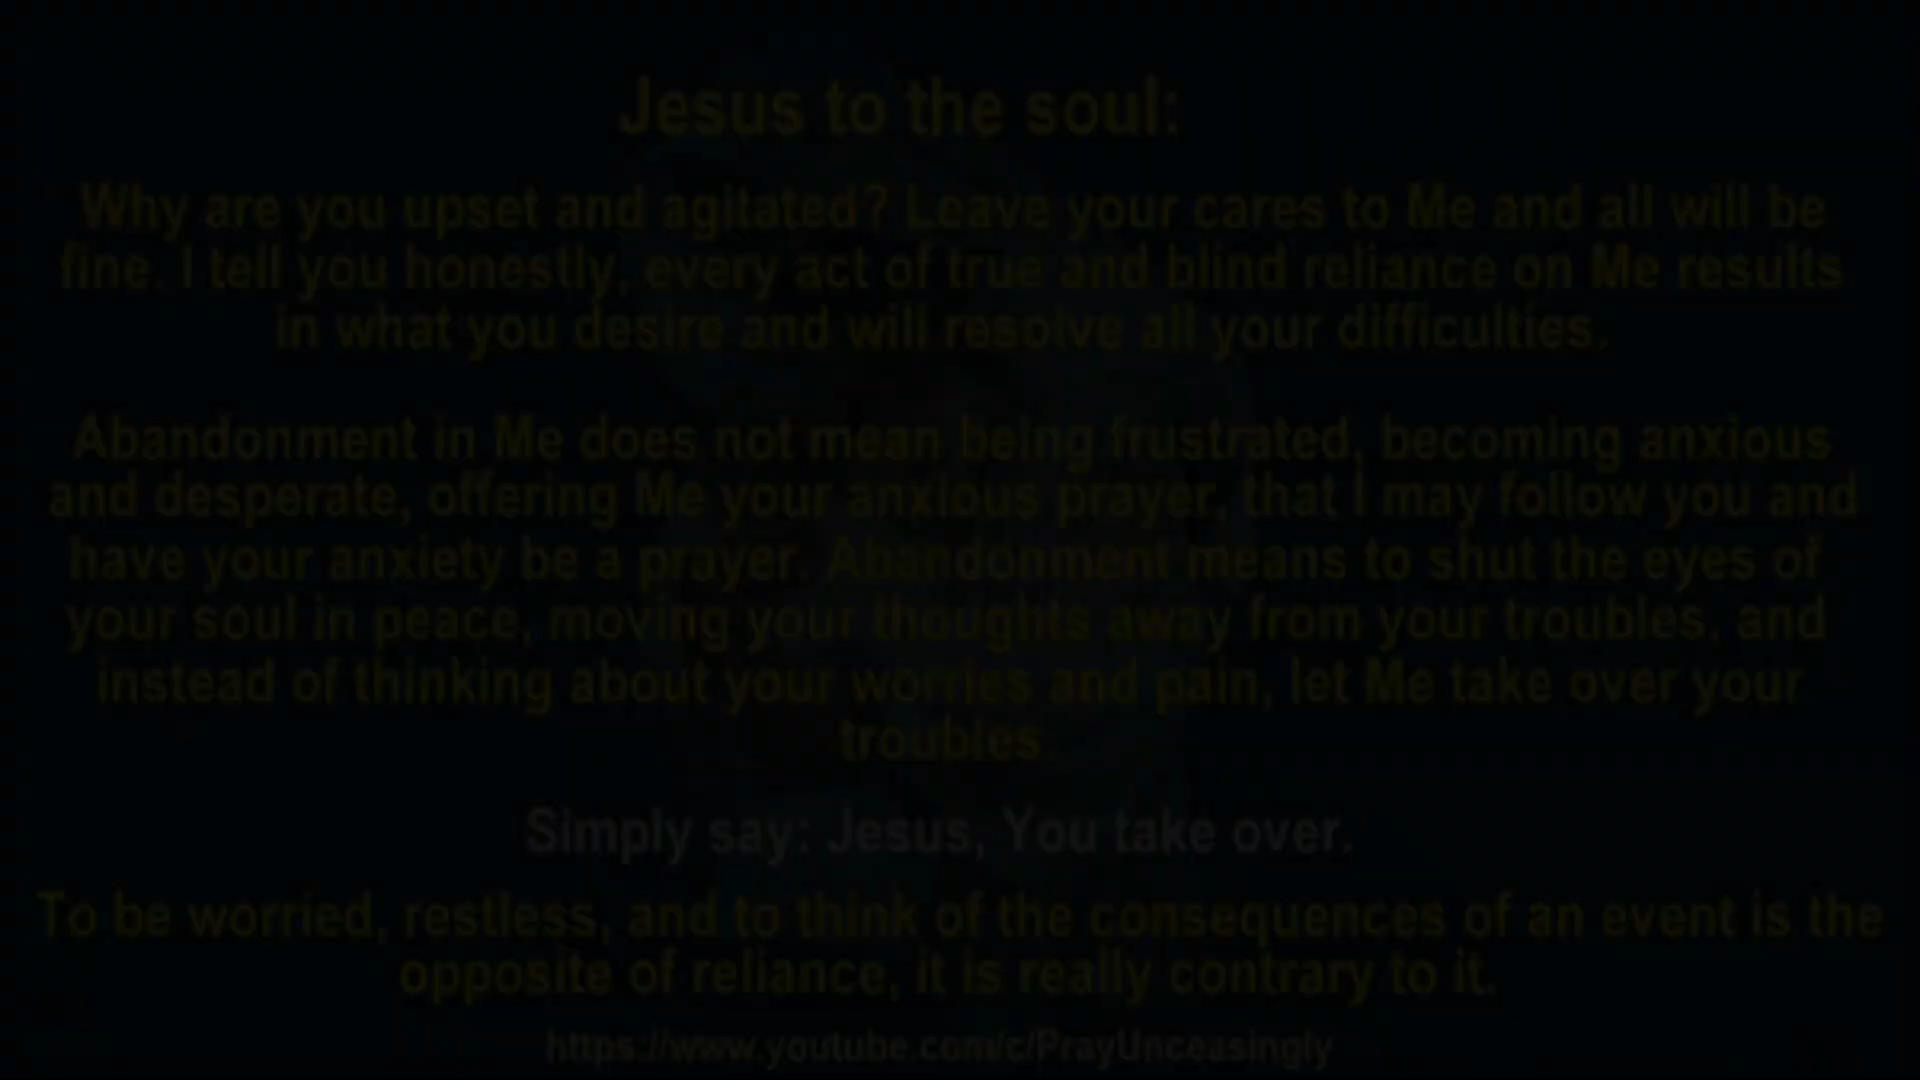 Jesus to the soul:
Why are you upset and agitated? Leave your cares to Me and all will be
fine. I tell you honestly, every act of true and blind reliance on Me results
in what you desire and will resolve all your difficulties.
Abandonment in Me does not mean being frustrated, becoming anxious
and desperate, offering Me your anxious prayer, that I may follow you and
have your anxiety be a prayer. Abandonment means to shut the eyes of
your soul in peace, moving your thoughts away from your troubles, and
instead of thinking about your worries and pain, let Me take over your
troubles.
Simply say: Jesus, You take over.
To be worried, restless, and to think of the consequences of an event is the
opposite of reliance, it is really contrary to it.
https://www.youtube.com/c/PrayUnceasingly